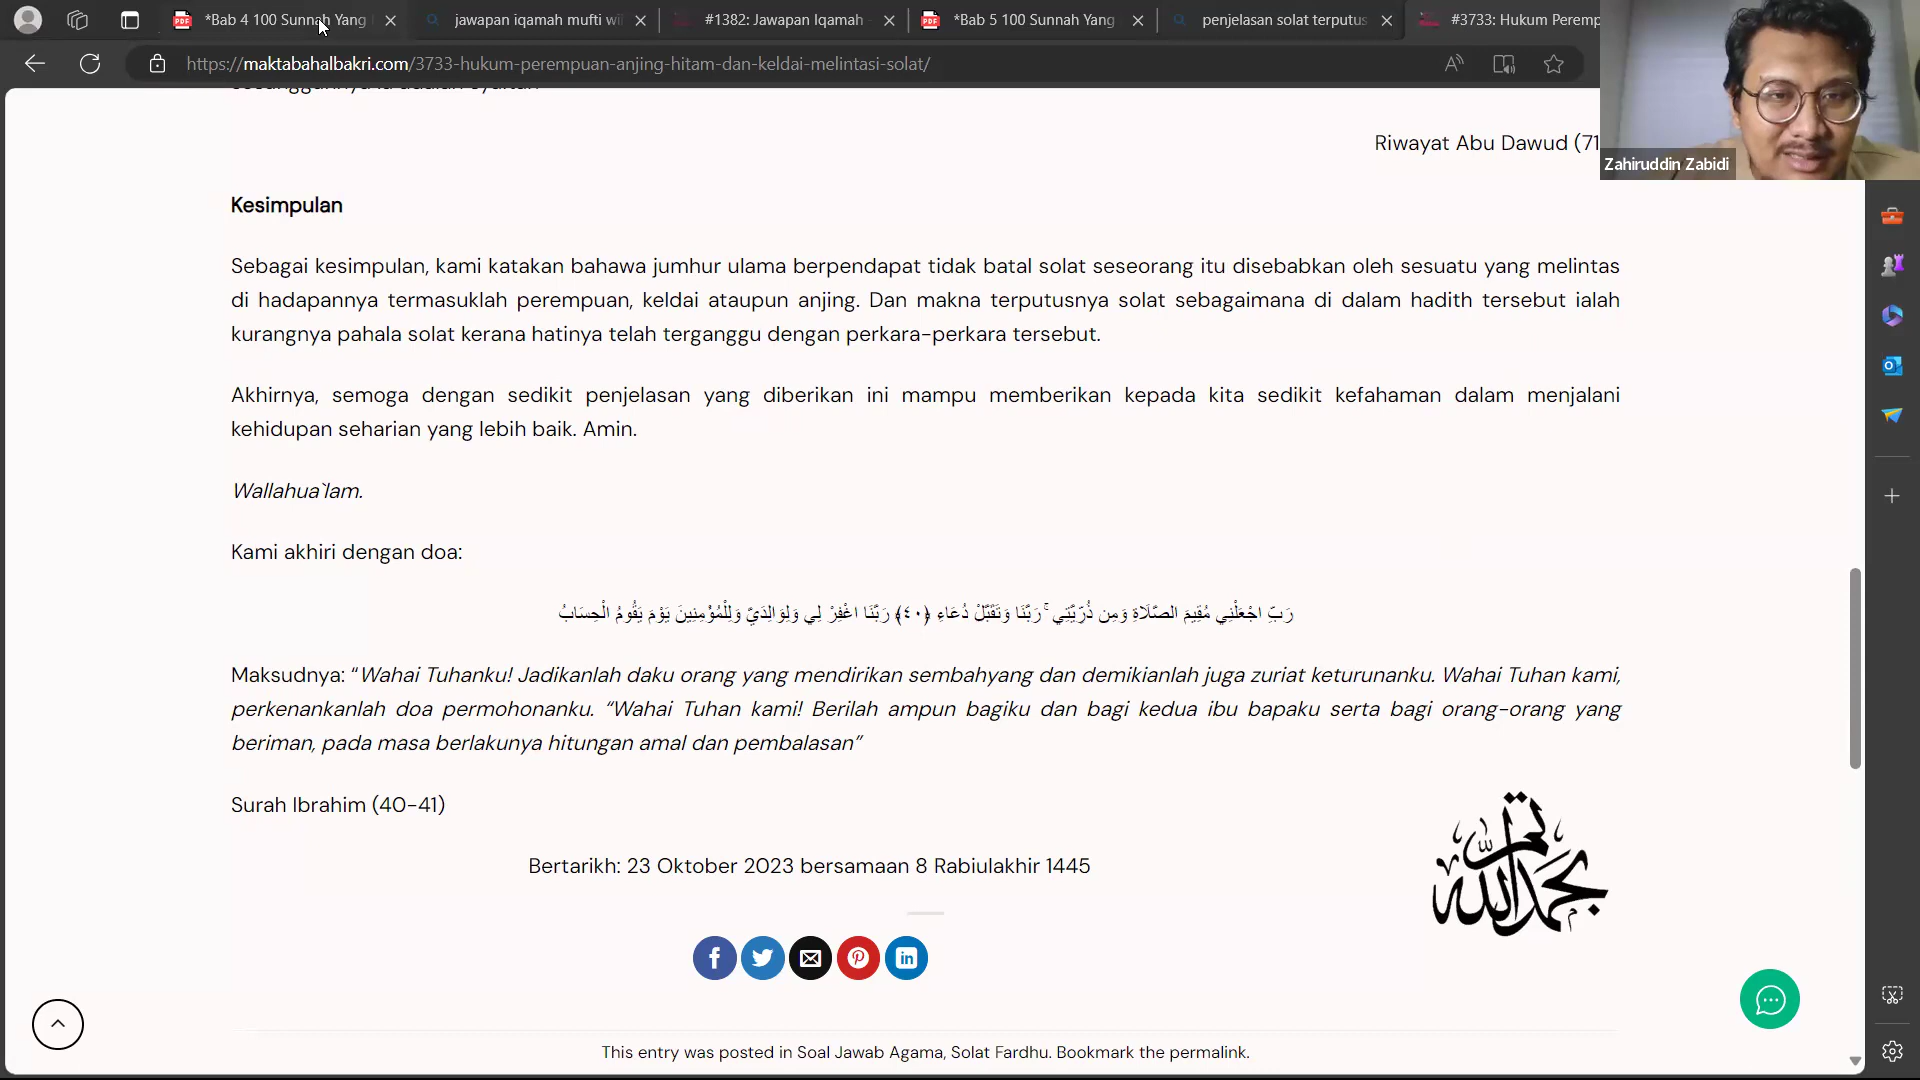 *Bab 4 100 Sunnah Yang
jawapan iqamah mufti wil
#1382: Jawapan Iqamah -
*Bab 5 100 Sunnah Yang
penjelasan solat terputus
#3733: Hukum Peremp
https://maktabahalbakri.com/3733-hukum-perempuan-anjing-hitam-dan-keldai-melintasi-solat/
Riwayat Abu Dawud (71
Zahiruddin Zabidi
Kesimpulan
Sebagai kesimpulan, kami katakan bahawa jumhur ulama berpendapat tidak batal solat seseorang itu disebabkan oleh sesuatu yang melintas
di hadapannya termasuklah perempuan, keldai ataupun anjing. Dan makna terputusnya solat sebagaimana di dalam hadith tersebut ialah
kurangnya pahala solat kerana hatinya telah terganggu dengan perkara-perkara tersebut.
Akhirnya, semoga dengan sedikit penjelasan yang diberikan ini mampu memberikan kepada kita sedikit kefahaman dalam menjalani
kehidupan seharian yang lebih baik. Amin.
Wallahua`lam.
Kami akhiri dengan doa:
رَبِّ اجْعَلْنِي مُقِيمَ الصَّلَاةِ وَمِن ذُرِّيَّتِي ۚ رَبَّنَا وَتَقَبَّلْ دُعَاءِ ‎﴿٤٠﴾‏ رَبَّنَا اغْفِرْ لِي وَلِوَالِدَيَّ وَلِلْمُؤْمِنِينَ يَوْمَ يَقُومُ الْحِسَابُ
Maksudnya: “Wahai Tuhanku! Jadikanlah daku orang yang mendirikan sembahyang dan demikianlah juga zuriat keturunanku. Wahai Tuhan kami,
perkenankanlah doa permohonanku. “Wahai Tuhan kami! Berilah ampun bagiku dan bagi kedua ibu bapaku serta bagi orang-orang yang
beriman, pada masa berlakunya hitungan amal dan pembalasan”
Surah Ibrahim (40-41)
Bertarikh: 23 Oktober 2023 bersamaan 8 Rabiulakhir 1445
تم بحمد الله
This entry was posted in Soal Jawab Agama, Solat Fardhu. Bookmark the permalink.